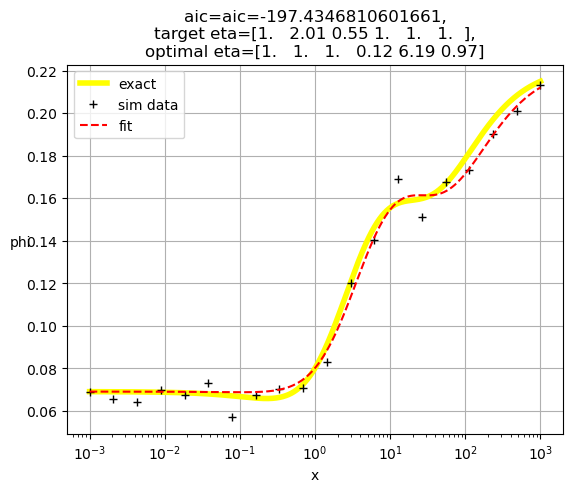 aic=aic=-197.4346810601661,
target eta=[1.   2.01 0.55 1.   1.   1.  ],
optimal eta=[1.   1.   1.   0.12 6.19 0.97]
0.22
0.20
0.18
0.16
0.14
0.12
0.10
0.08
0.06
phi
exact
sim data
fit
10⁻³
10⁻²
10⁻¹
10⁰
10¹
10²
10³
x